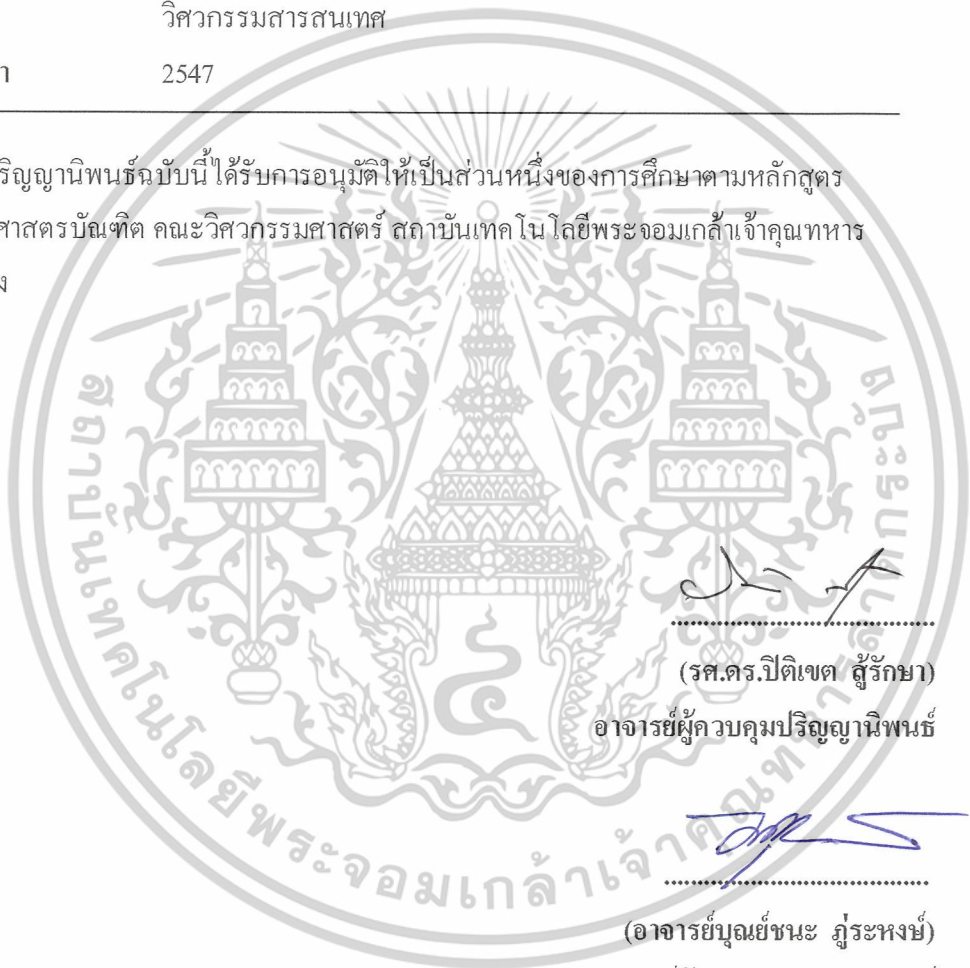 วิศวกรรมสารสนเทศ
า 2547
ริญญานิพนธ์ฉบับนี้ได้รับการอนุมัติให้เป็นส่วนหนึ่งของการศึกษาตามหลักสูตร
ศาสตรบัณฑิต คณะวิศวกรรมศาสตร์ สถาบันเทคโนโลยีพระจอมเกล้าเจ้าคุณทหาร
ง
สถาบันเทคโนโลยีพระจอมเกล้าเจ้าคุณทหารลาดกระบัง
(รศ.ดร.ปิติเขต สู้รักษา)
อาจารย์ผู้ควบคุมปริญญานิพนธ์
(อาจารย์บุณย์ชนะ ภู่ระหงษ์)